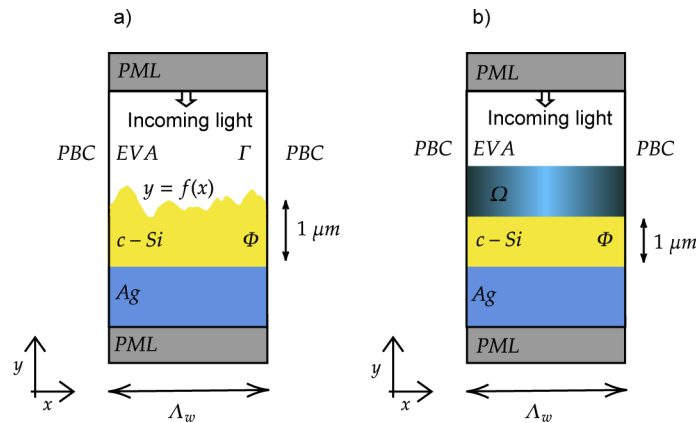 a)
PML
Incoming light
PBC EVA Γ PBC
y = f(x)
1 μm
c − Si Φ
Ag
PML
y
x
Λw
b)
PML
Incoming light
PBC EVA PBC
Ω
c − Si Φ
1 μm
Ag
PML
y
x
Λw